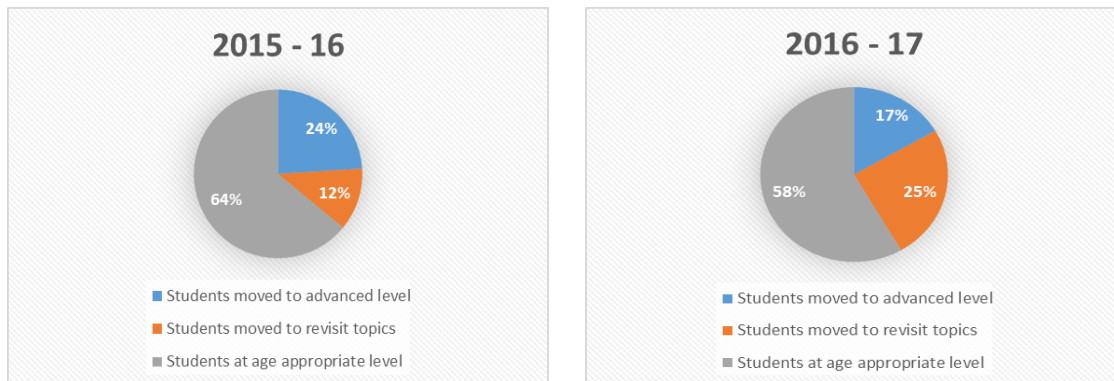 2015 - 16
24%
12%
64%
Students moved to advanced level
Students moved to revisit topics
Students at age appropriate level
2016 - 17
17%
25%
58%
Students moved to advanced level
Students moved to revisit topics
Students at age appropriate level